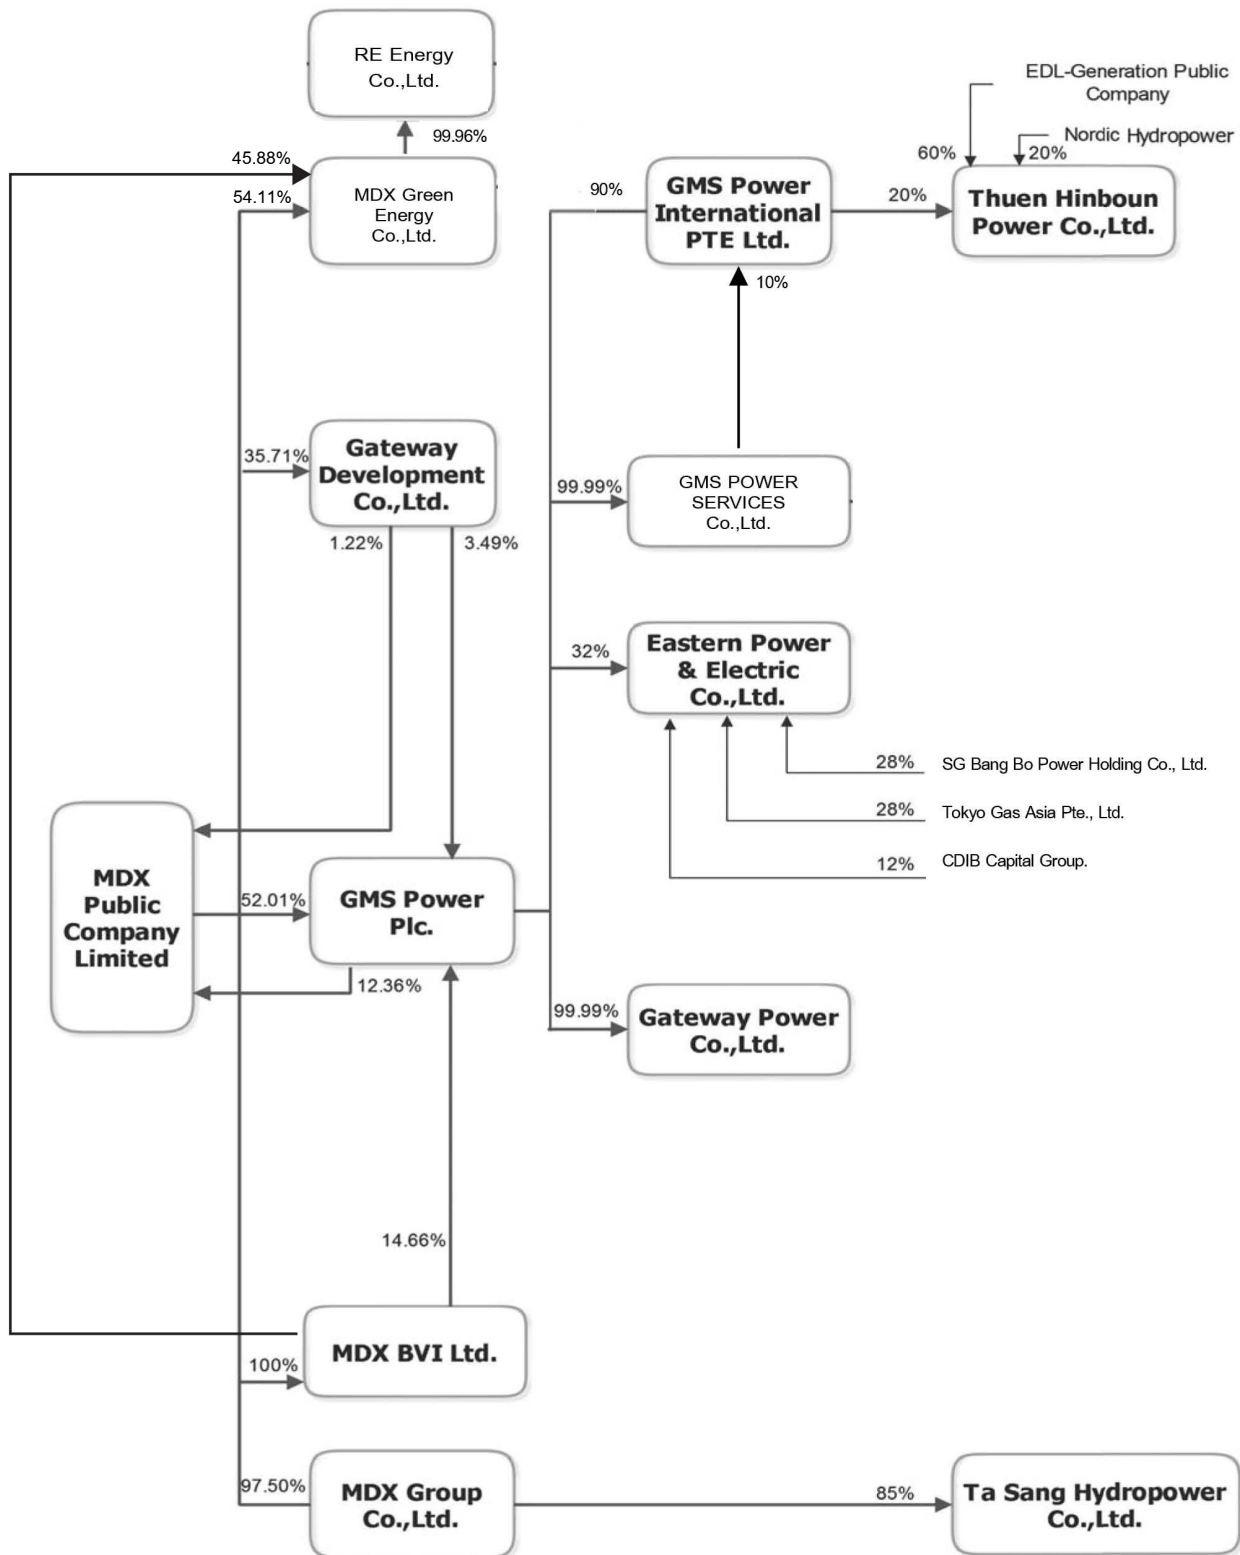 RE Energy
Co.,Ltd.
99.96%
45.88%
54.11%
MDX Green
Energy
Co.,Ltd.
90%
GMS Power
International
PTE Ltd.
10%
20%
EDL-Generation Public
Company
Nordic Hydropower
60%
20%
Thuen Hinboun
Power Co.,Ltd.
35.71%
Gateway
Development
Co.,Ltd.
1.22%
3.49%
99.99%
GMS POWER
SERVICES
Co.,Ltd.
32%
Eastern Power
& Electric
Co.,Ltd.
28%
SG Bang Bo Power Holding Co., Ltd.
28%
Tokyo Gas Asia Pte., Ltd.
12%
CDIB Capital Group.
MDX
Public
Company
Limited
52.01%
GMS Power
Plc.
12.36%
99.99%
Gateway Power
Co.,Ltd.
14.66%
MDX BVI Ltd.
100%
97.50%
MDX Group
Co.,Ltd.
85%
Ta Sang Hydropower
Co.,Ltd.